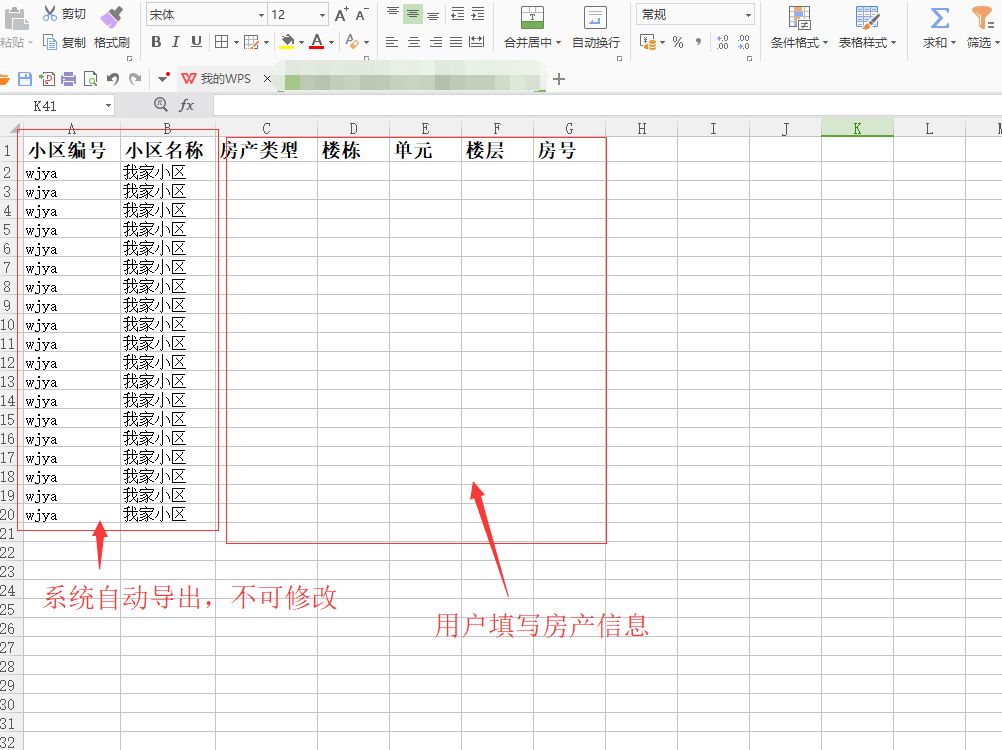 剪切 宋体 12 A+ A- 常规
粘贴 复制 格式刷 B I U A 合并居中 自动换行 % 条件格式 表格样式 求和 筛选
我的WPS × +
K41 fx
A B C D E F G H I J K L M
1 小区编号 小区名称 房产类型 楼栋 单元 楼层 房号
2 wjya 我家小区
3 wjya 我家小区
4 wjya 我家小区
5 wjya 我家小区
6 wjya 我家小区
7 wjya 我家小区
8 wjya 我家小区
9 wjya 我家小区
10 wjya 我家小区
11 wjya 我家小区
12 wjya 我家小区
13 wjya 我家小区
14 wjya 我家小区
15 wjya 我家小区
16 wjya 我家小区
17 wjya 我家小区
18 wjya 我家小区
19 wjya 我家小区
20 wjya 我家小区
21
22
23
24 系统自动导出，不可修改
25
26 用户填写房产信息
27
28
29
30
31
32